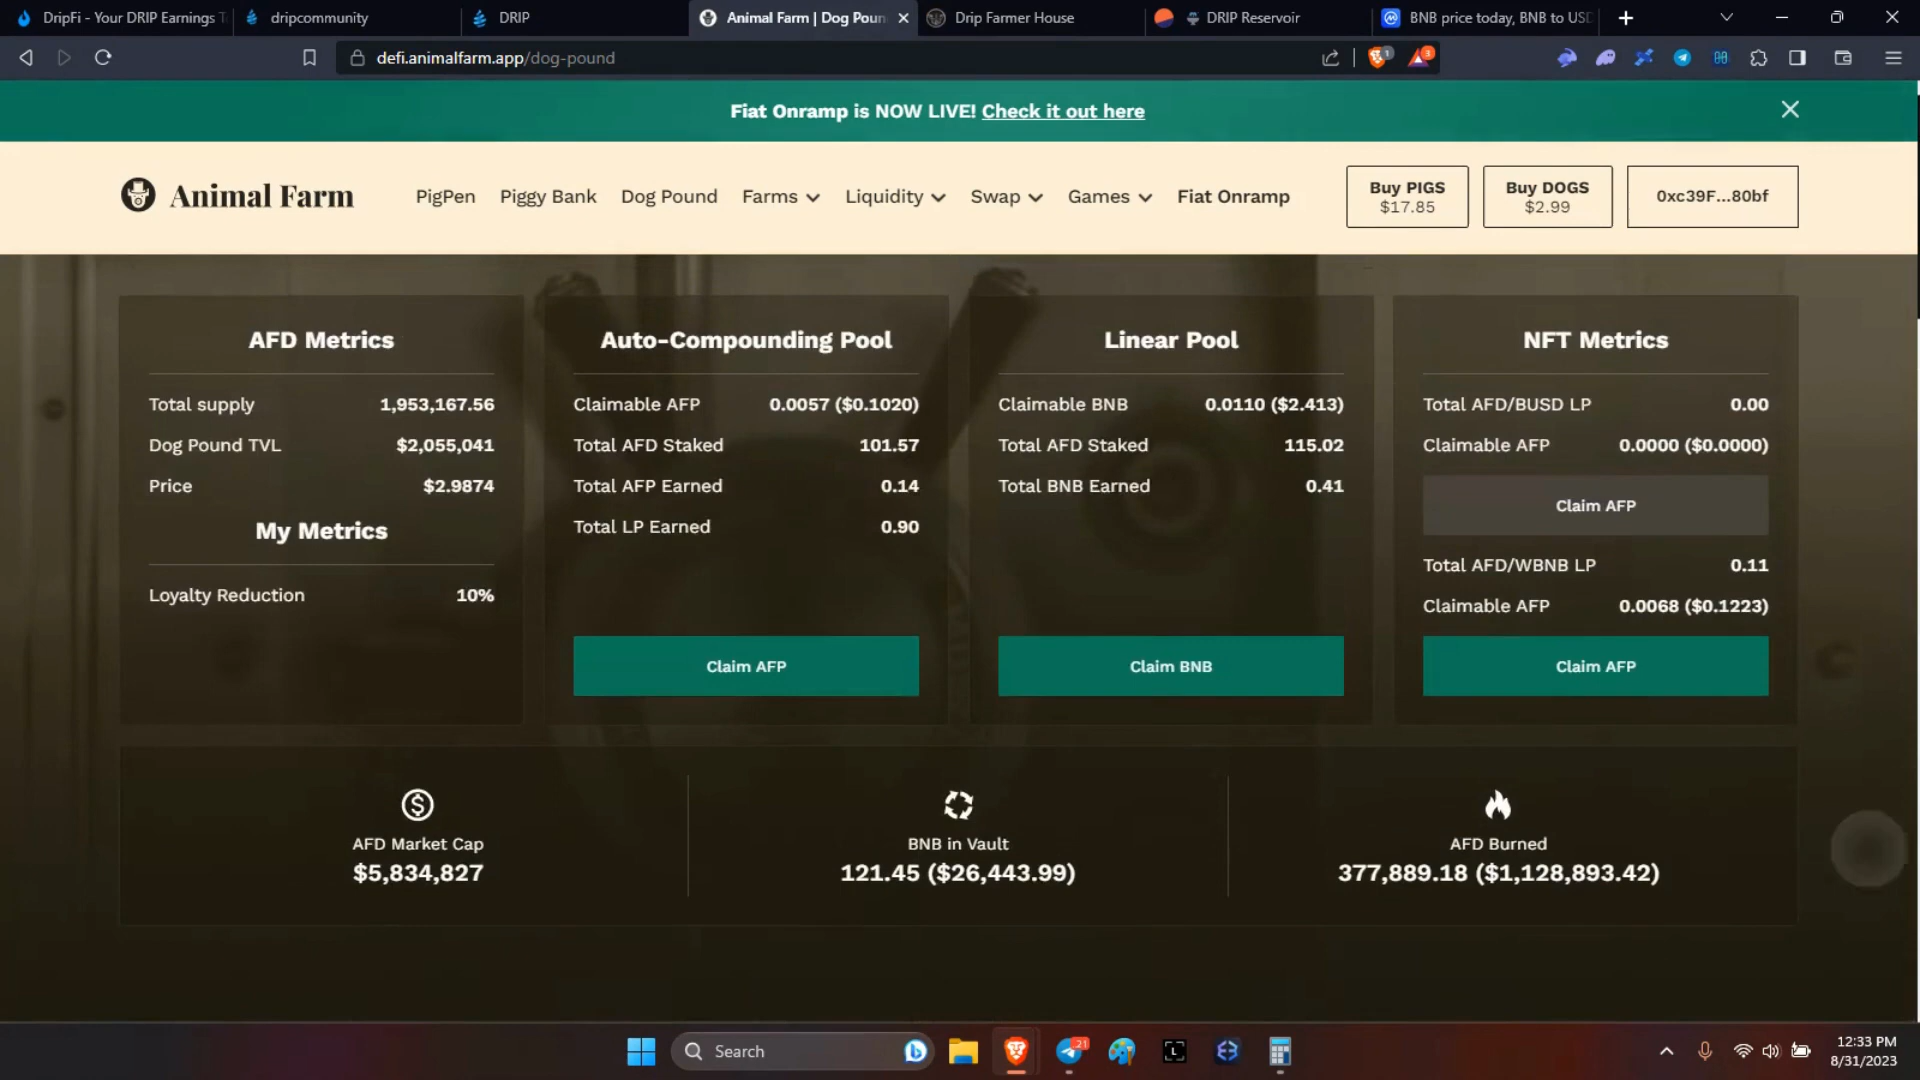 DripFi - Your DRIP Earnings T
dripcommunity
DRIP
Animal Farm | Dog Poun
Drip Farmer House
DRIP Reservoir
BNB price today, BNB to USD
defi.animalfarm.app/dog-pound
1
3
Fiat Onramp is NOW LIVE! Check it out here
Animal Farm
PigPen
Piggy Bank
Dog Pound
Farms
Liquidity
Swap
Games
Fiat Onramp
Buy PIGS
$17.85
Buy DOGS
$2.99
0xc39F...80bf
AFD Metrics
Total supply 1,953,167.56
Dog Pound TVL $2,055,041
Price $2.9874
My Metrics
Loyalty Reduction 10%
Auto-Compounding Pool
Claimable AFP 0.0057 ($0.1020)
Total AFD Staked 101.57
Total AFP Earned 0.14
Total LP Earned 0.90
Claim AFP
Linear Pool
Claimable BNB 0.0110 ($2.413)
Total AFD Staked 115.02
Total BNB Earned 0.41
Claim BNB
NFT Metrics
Total AFD/BUSD LP 0.00
Claimable AFP 0.0000 ($0.0000)
Claim AFP
Total AFD/WBNB LP 0.11
Claimable AFP 0.0068 ($0.1223)
Claim AFP
AFD Market Cap
$5,834,827
BNB in Vault
121.45 ($26,443.99)
AFD Burned
377,889.18 ($1,128,893.42)
Search
21
L
12:33 PM
8/31/2023